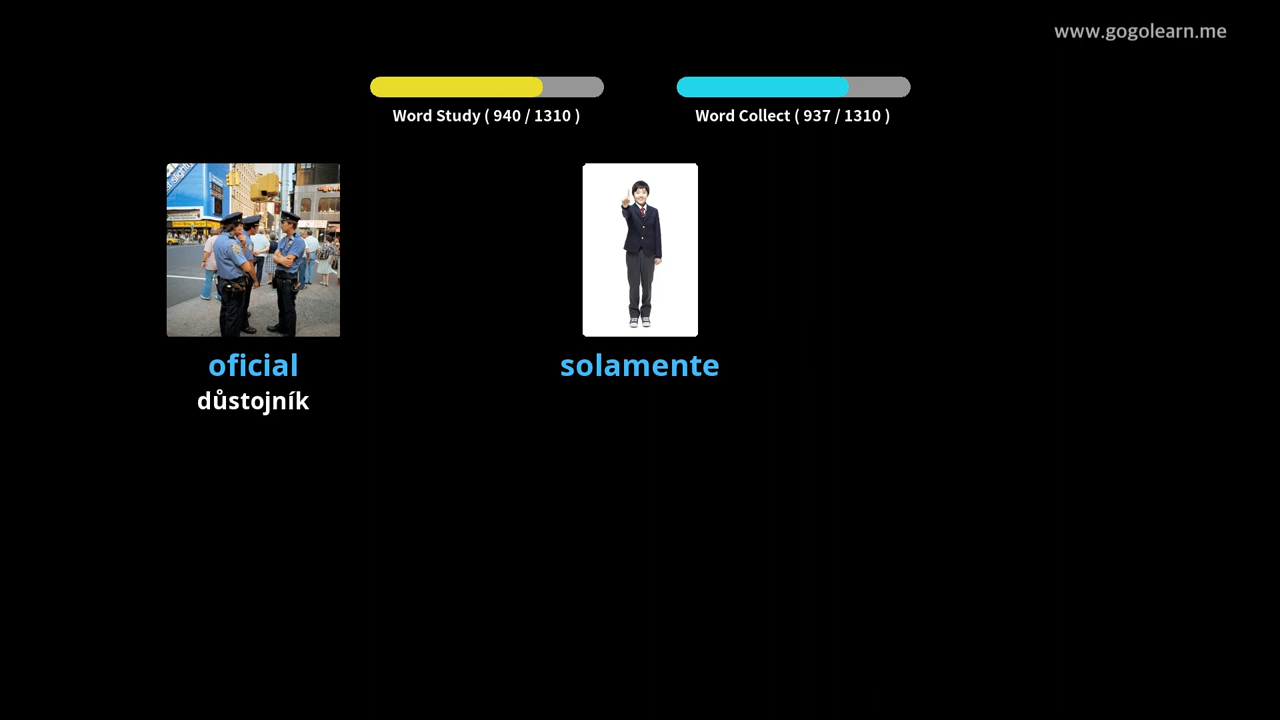 www.gogolearn.me
Word Study ( 940 / 1310 )
Word Collect ( 937 / 1310 )
oficial
důstojník
solamente